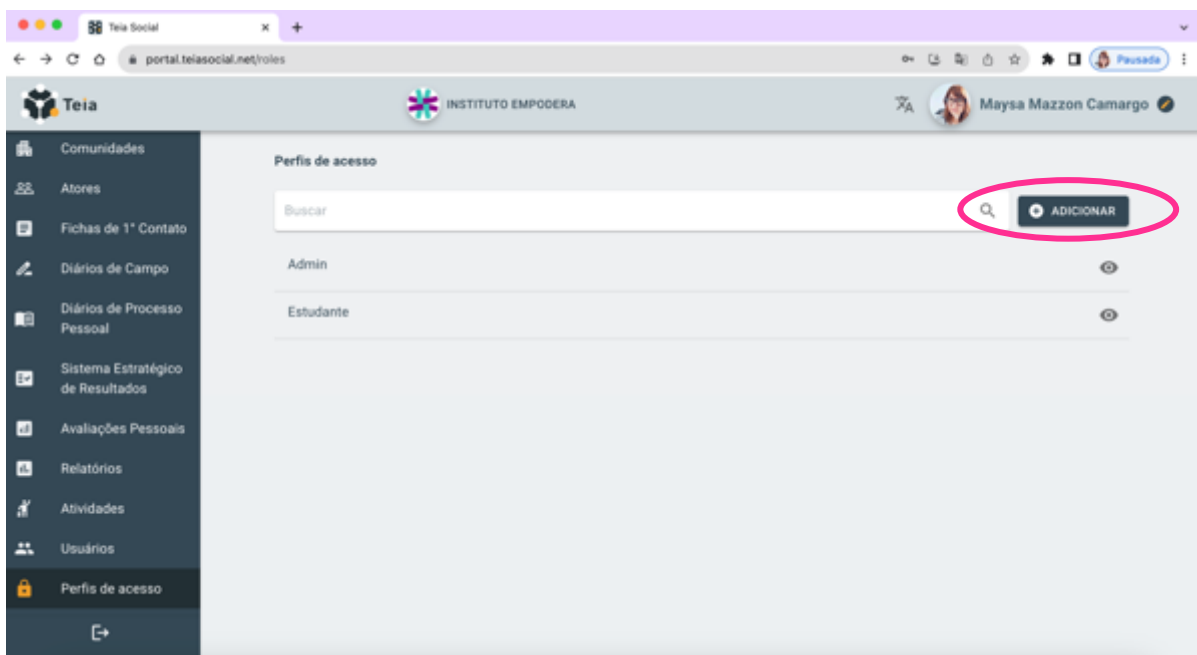 Teia Social
portal.teiasocial.net/roles
Pausada
Teia
INSTITUTO EMPODERA
Maysa Mazzon Camargo
Comunidades
Atores
Fichas de 1° Contato
Diários de Campo
Diários de Processo
Pessoal
Sistema Estratégico
de Resultados
Avaliações Pessoais
Relatórios
Atividades
Usuários
Perfis de acesso
Perfis de acesso
Buscar
ADICIONAR
Admin
Estudante